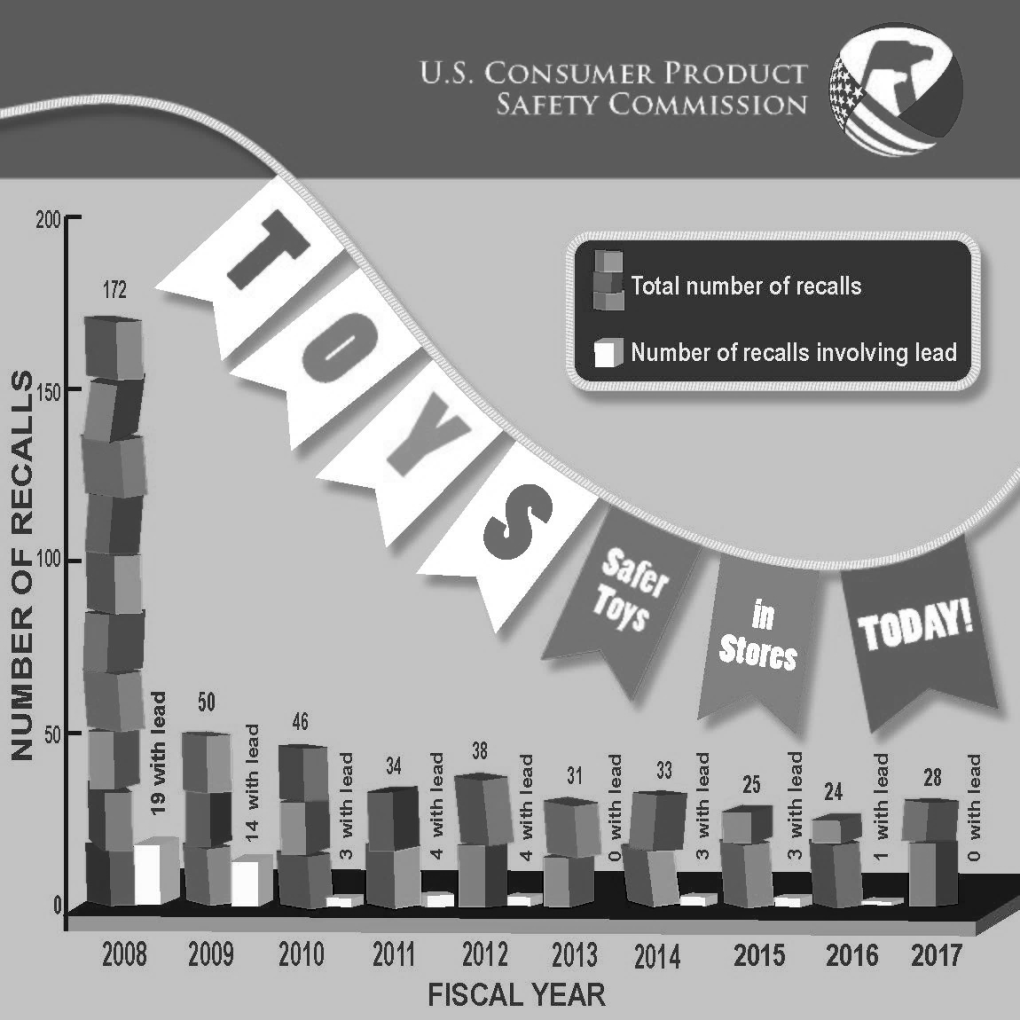 U.S. CONSUMER PRODUCT
SAFETY COMMISSION
TOYS
Safer
Toys
in
Stores
TODAY!
Total number of recalls
Number of recalls involving lead
NUMBER OF RECALLS
200
150
100
50
0
172
19 with lead
50
14 with lead
46
3 with lead
34
4 with lead
38
4 with lead
31
0 with lead
33
3 with lead
25
3 with lead
24
1 with lead
28
0 with lead
2008 2009 2010 2011 2012 2013 2014 2015 2016 2017
FISCAL YEAR